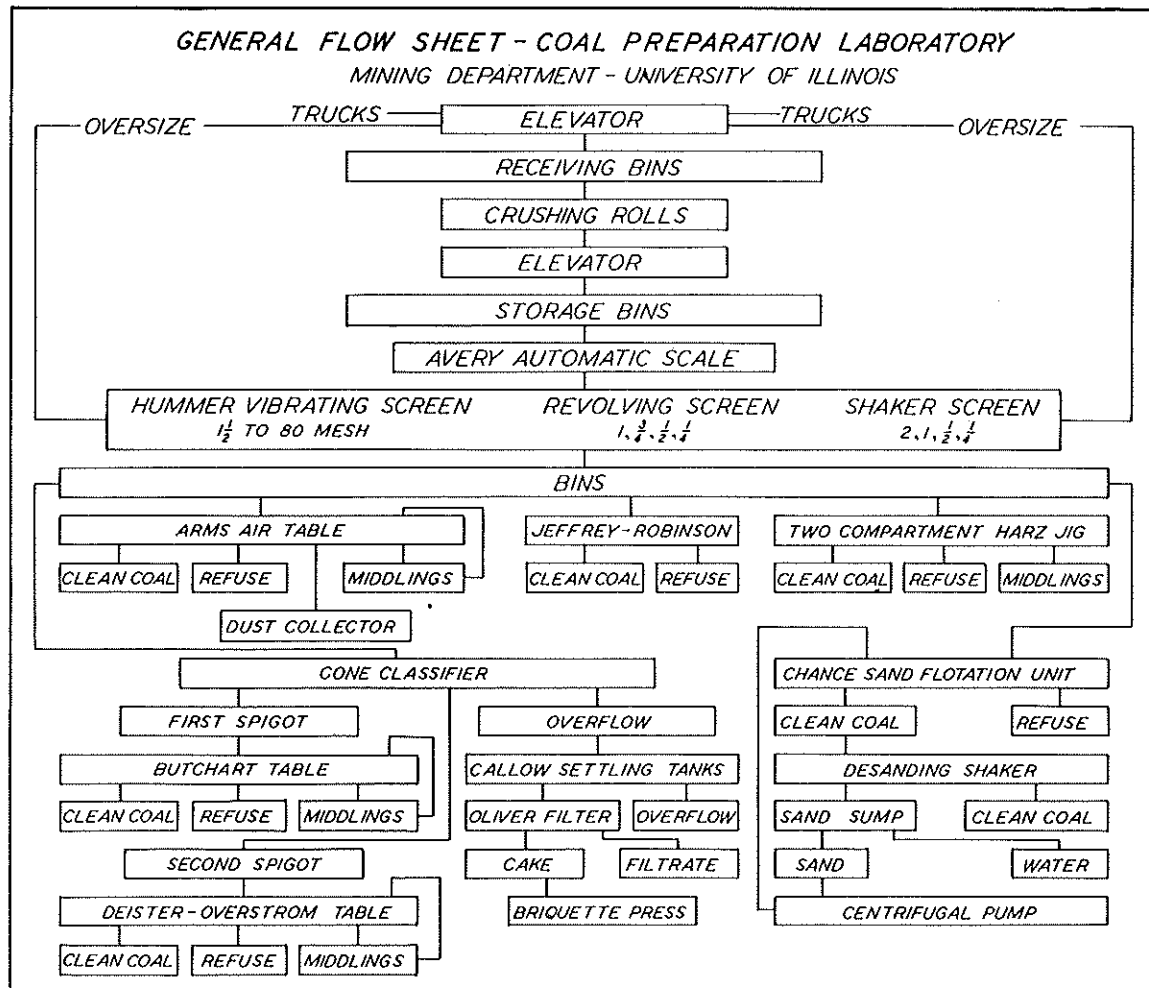 GENERAL FLOW SHEET - COAL PREPARATION LABORATORY
MINING DEPARTMENT - UNIVERSITY OF ILLINOIS
OVERSIZE TRUCKS ELEVATOR TRUCKS OVERSIZE
RECEIVING BINS
CRUSHING ROLLS
ELEVATOR
STORAGE BINS
AVERY AUTOMATIC SCALE
HUMMER VIBRATING SCREEN REVOLVING SCREEN SHAKER SCREEN
1 1/2 TO 80 MESH 1, 3/4, 1/2, 1/4 2, 1, 1/2, 1/4
BINS
ARMS AIR TABLE JEFFREY-ROBINSON TWO COMPARTMENT HARZ JIG
CLEAN COAL REFUSE MIDDLINGS CLEAN COAL REFUSE CLEAN COAL REFUSE MIDDLINGS
DUST COLLECTOR
CONE CLASSIFIER CHANCE SAND FLOTATION UNIT
FIRST SPIGOT OVERFLOW CLEAN COAL REFUSE
BUTCHART TABLE CALLOW SETTLING TANKS DESANDING SHAKER
CLEAN COAL REFUSE MIDDLINGS OLIVER FILTER OVERFLOW SAND SUMP CLEAN COAL
SECOND SPIGOT CAKE FILTRATE SAND WATER
DEISTER-OVERSTROM TABLE BRIQUETTE PRESS CENTRIFUGAL PUMP
CLEAN COAL REFUSE MIDDLINGS